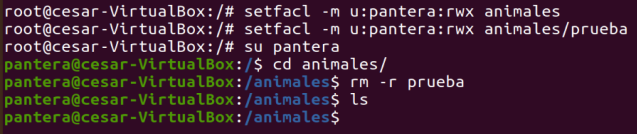 root@cesar-VirtualBox:/# setfacl -m u:pantera:rwx animales
root@cesar-VirtualBox:/# setfacl -m u:pantera:rwx animales/prueba
root@cesar-VirtualBox:/# su pantera
pantera@cesar-VirtualBox:/$ cd animales/
pantera@cesar-VirtualBox:/animales$ rm -r prueba
pantera@cesar-VirtualBox:/animales$ ls
pantera@cesar-VirtualBox:/animales$